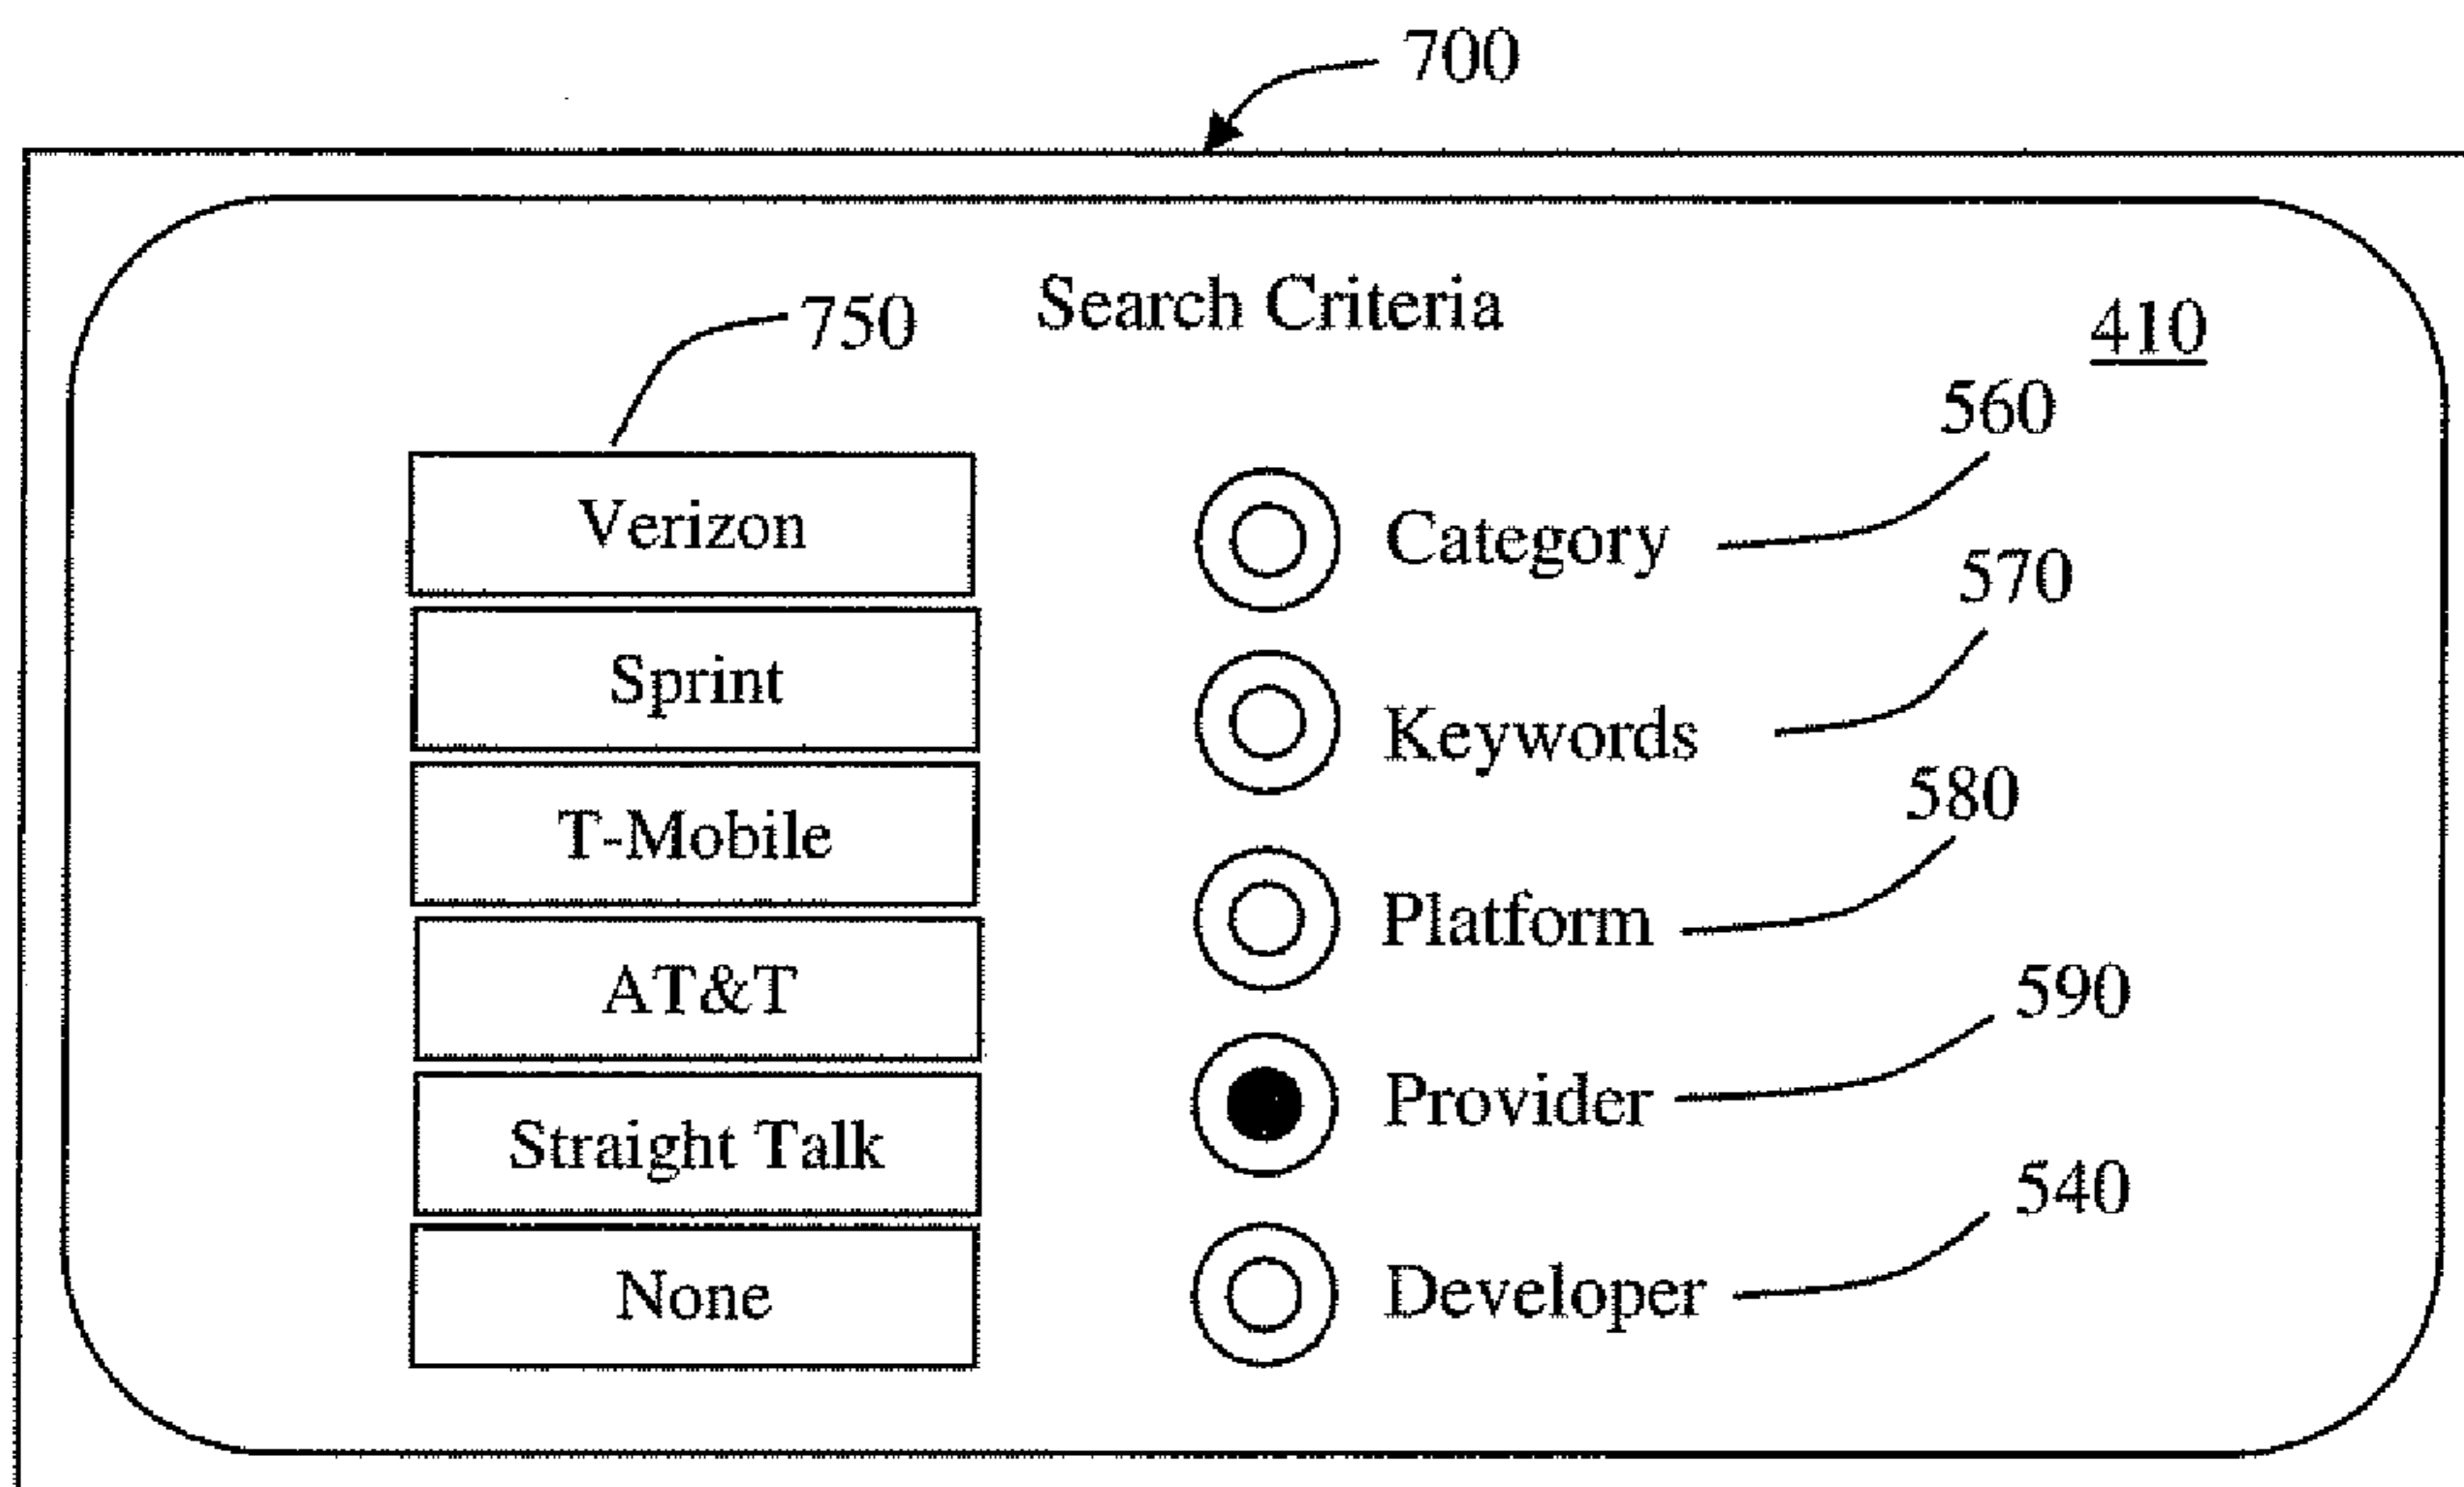 700
Search Criteria
750
410
560
Verizon
Category
570
Sprint
Keywords
580
T-Mobile
Platform
590
AT&T
Provider
540
Straight Talk
Developer
None